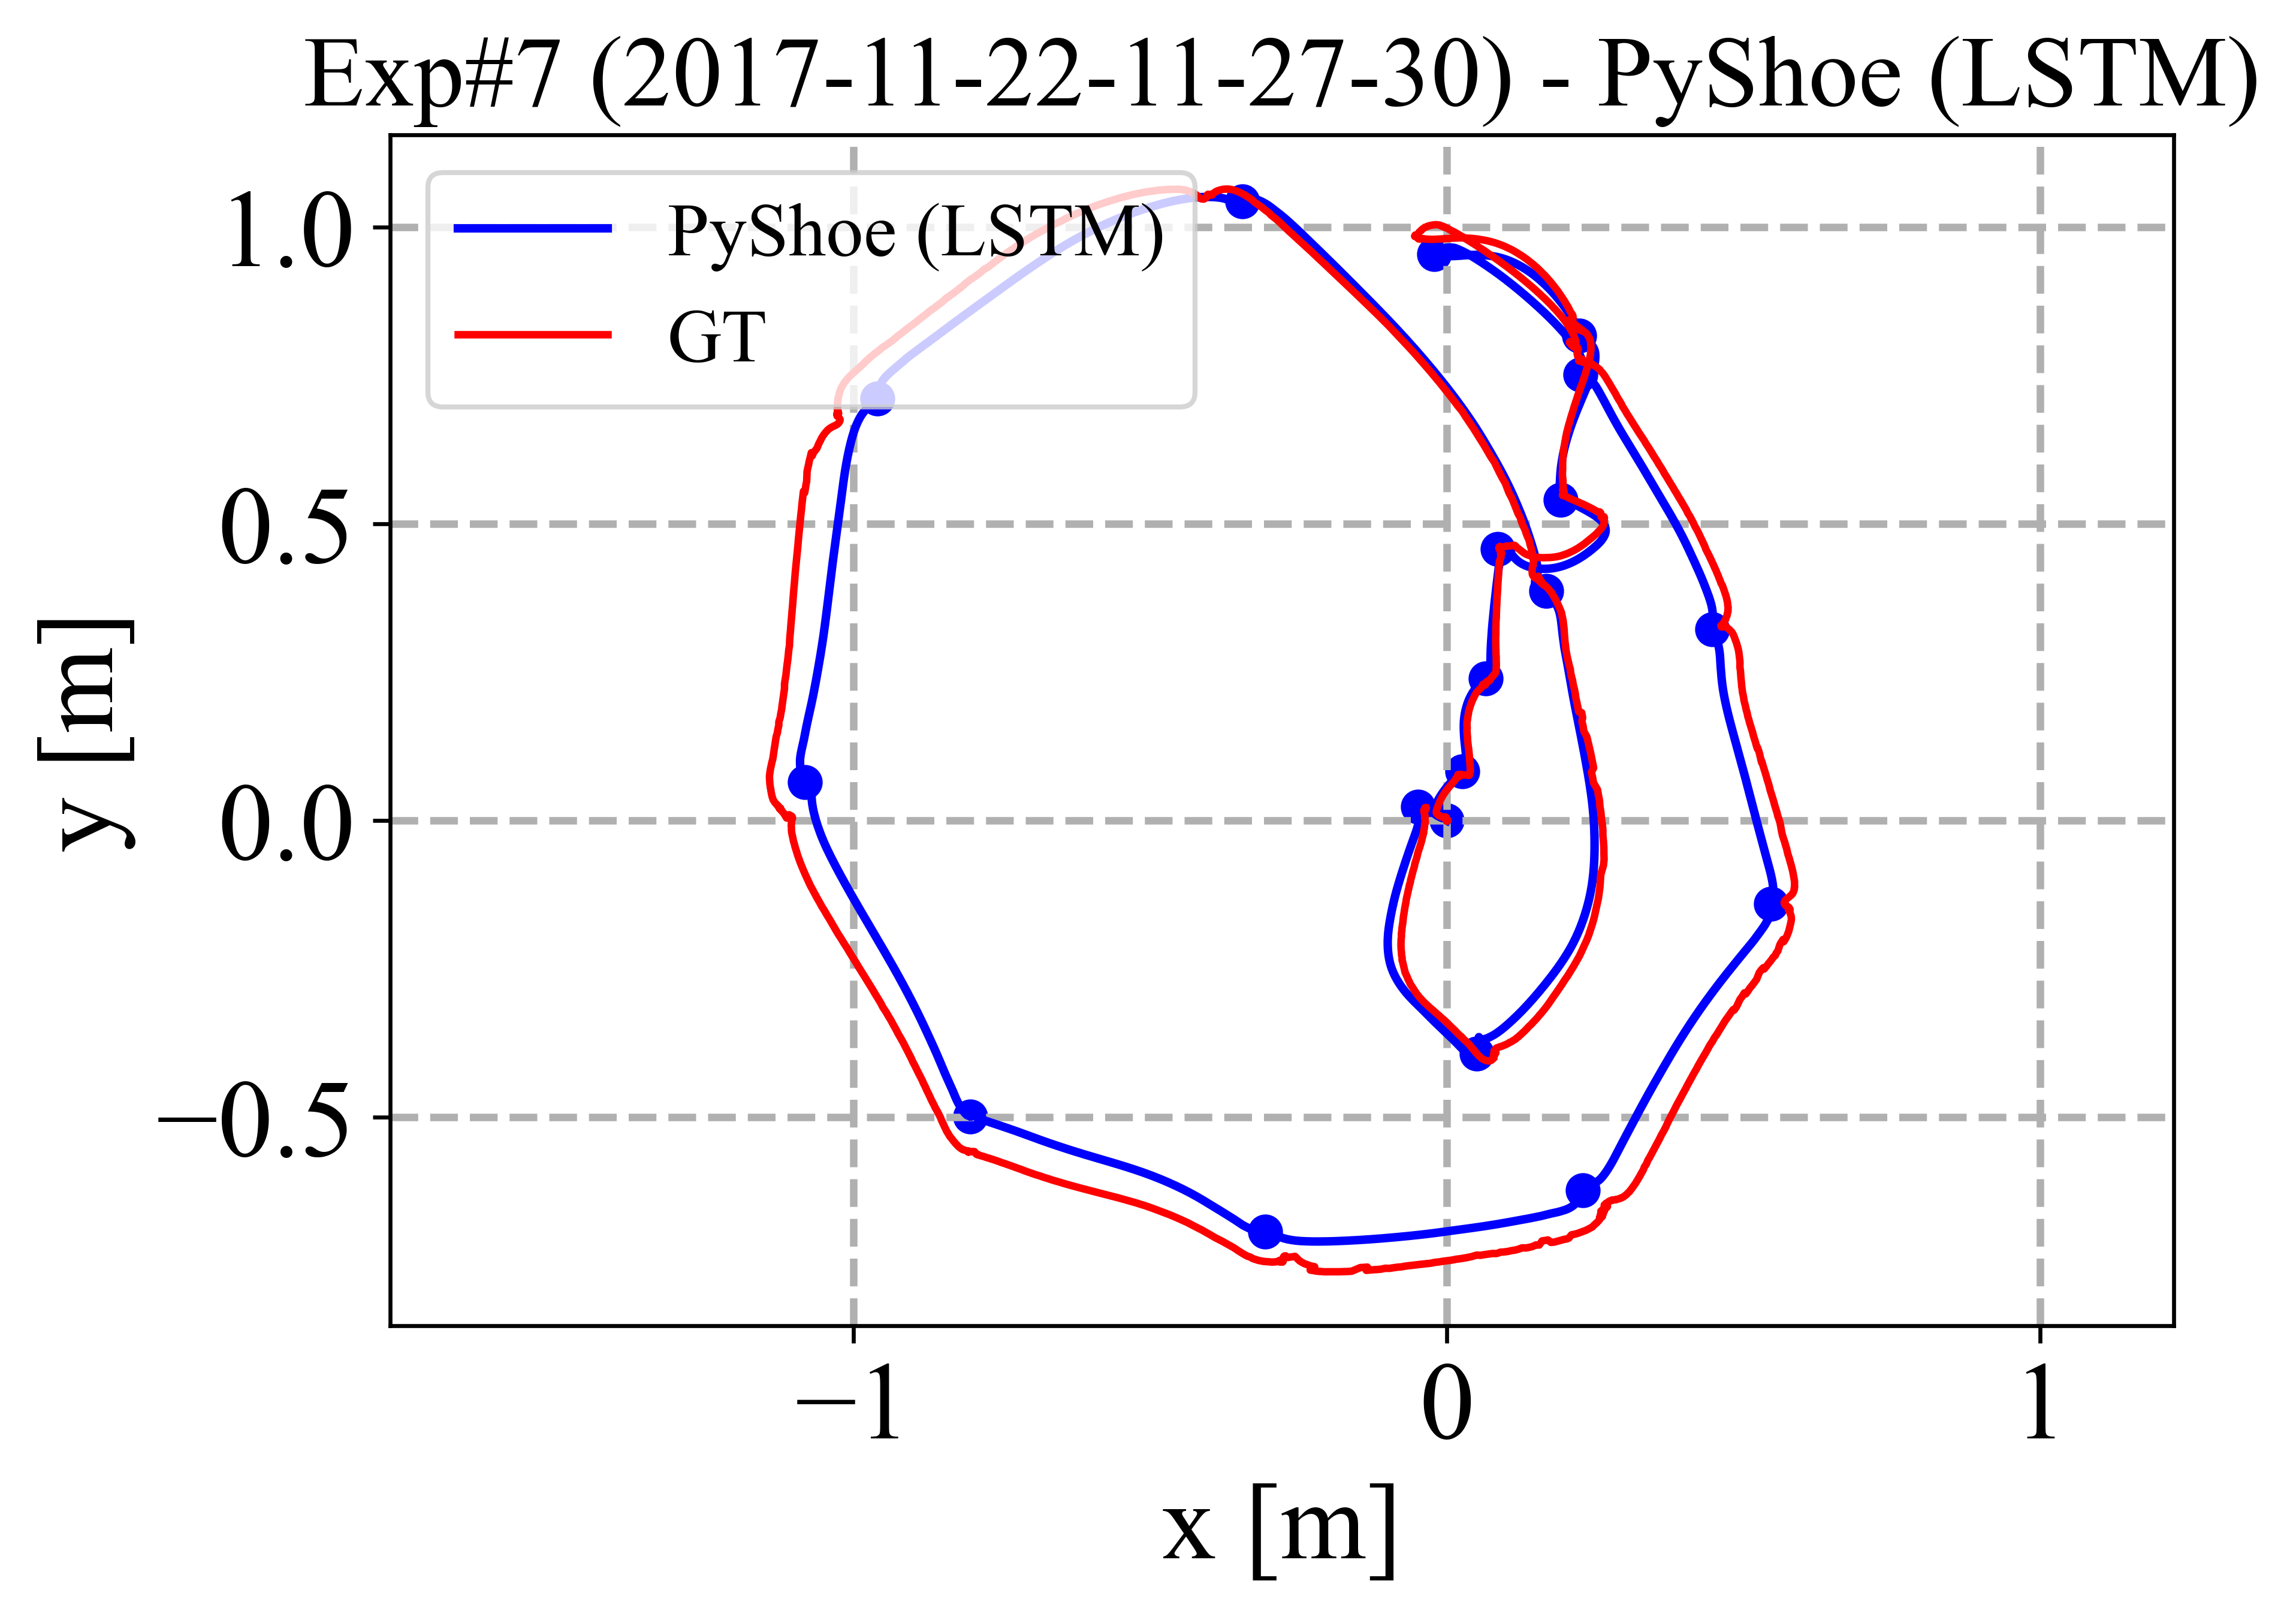 Exp#7 (2017-11-22-11-27-30) - PyShoe (LSTM)
PyShoe (LSTM)
GT
1.0
0.5
0.0
−0.5
y [m]
−1 0 1
x [m]